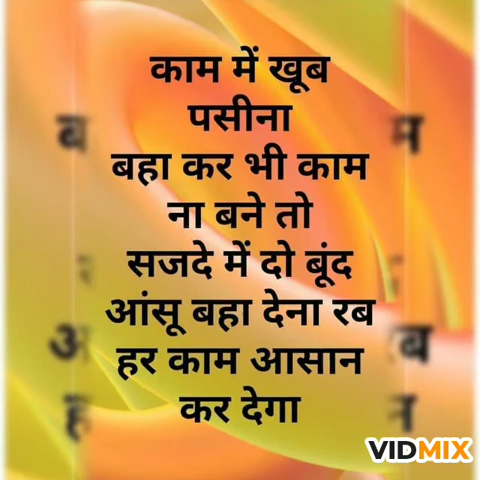 काम में खूब
पसीना
बहा कर भी काम
ना बने तो
सजदे में दो बूंद
आंसू बहा देना रब
हर काम आसान
कर देगा
VIDMIX